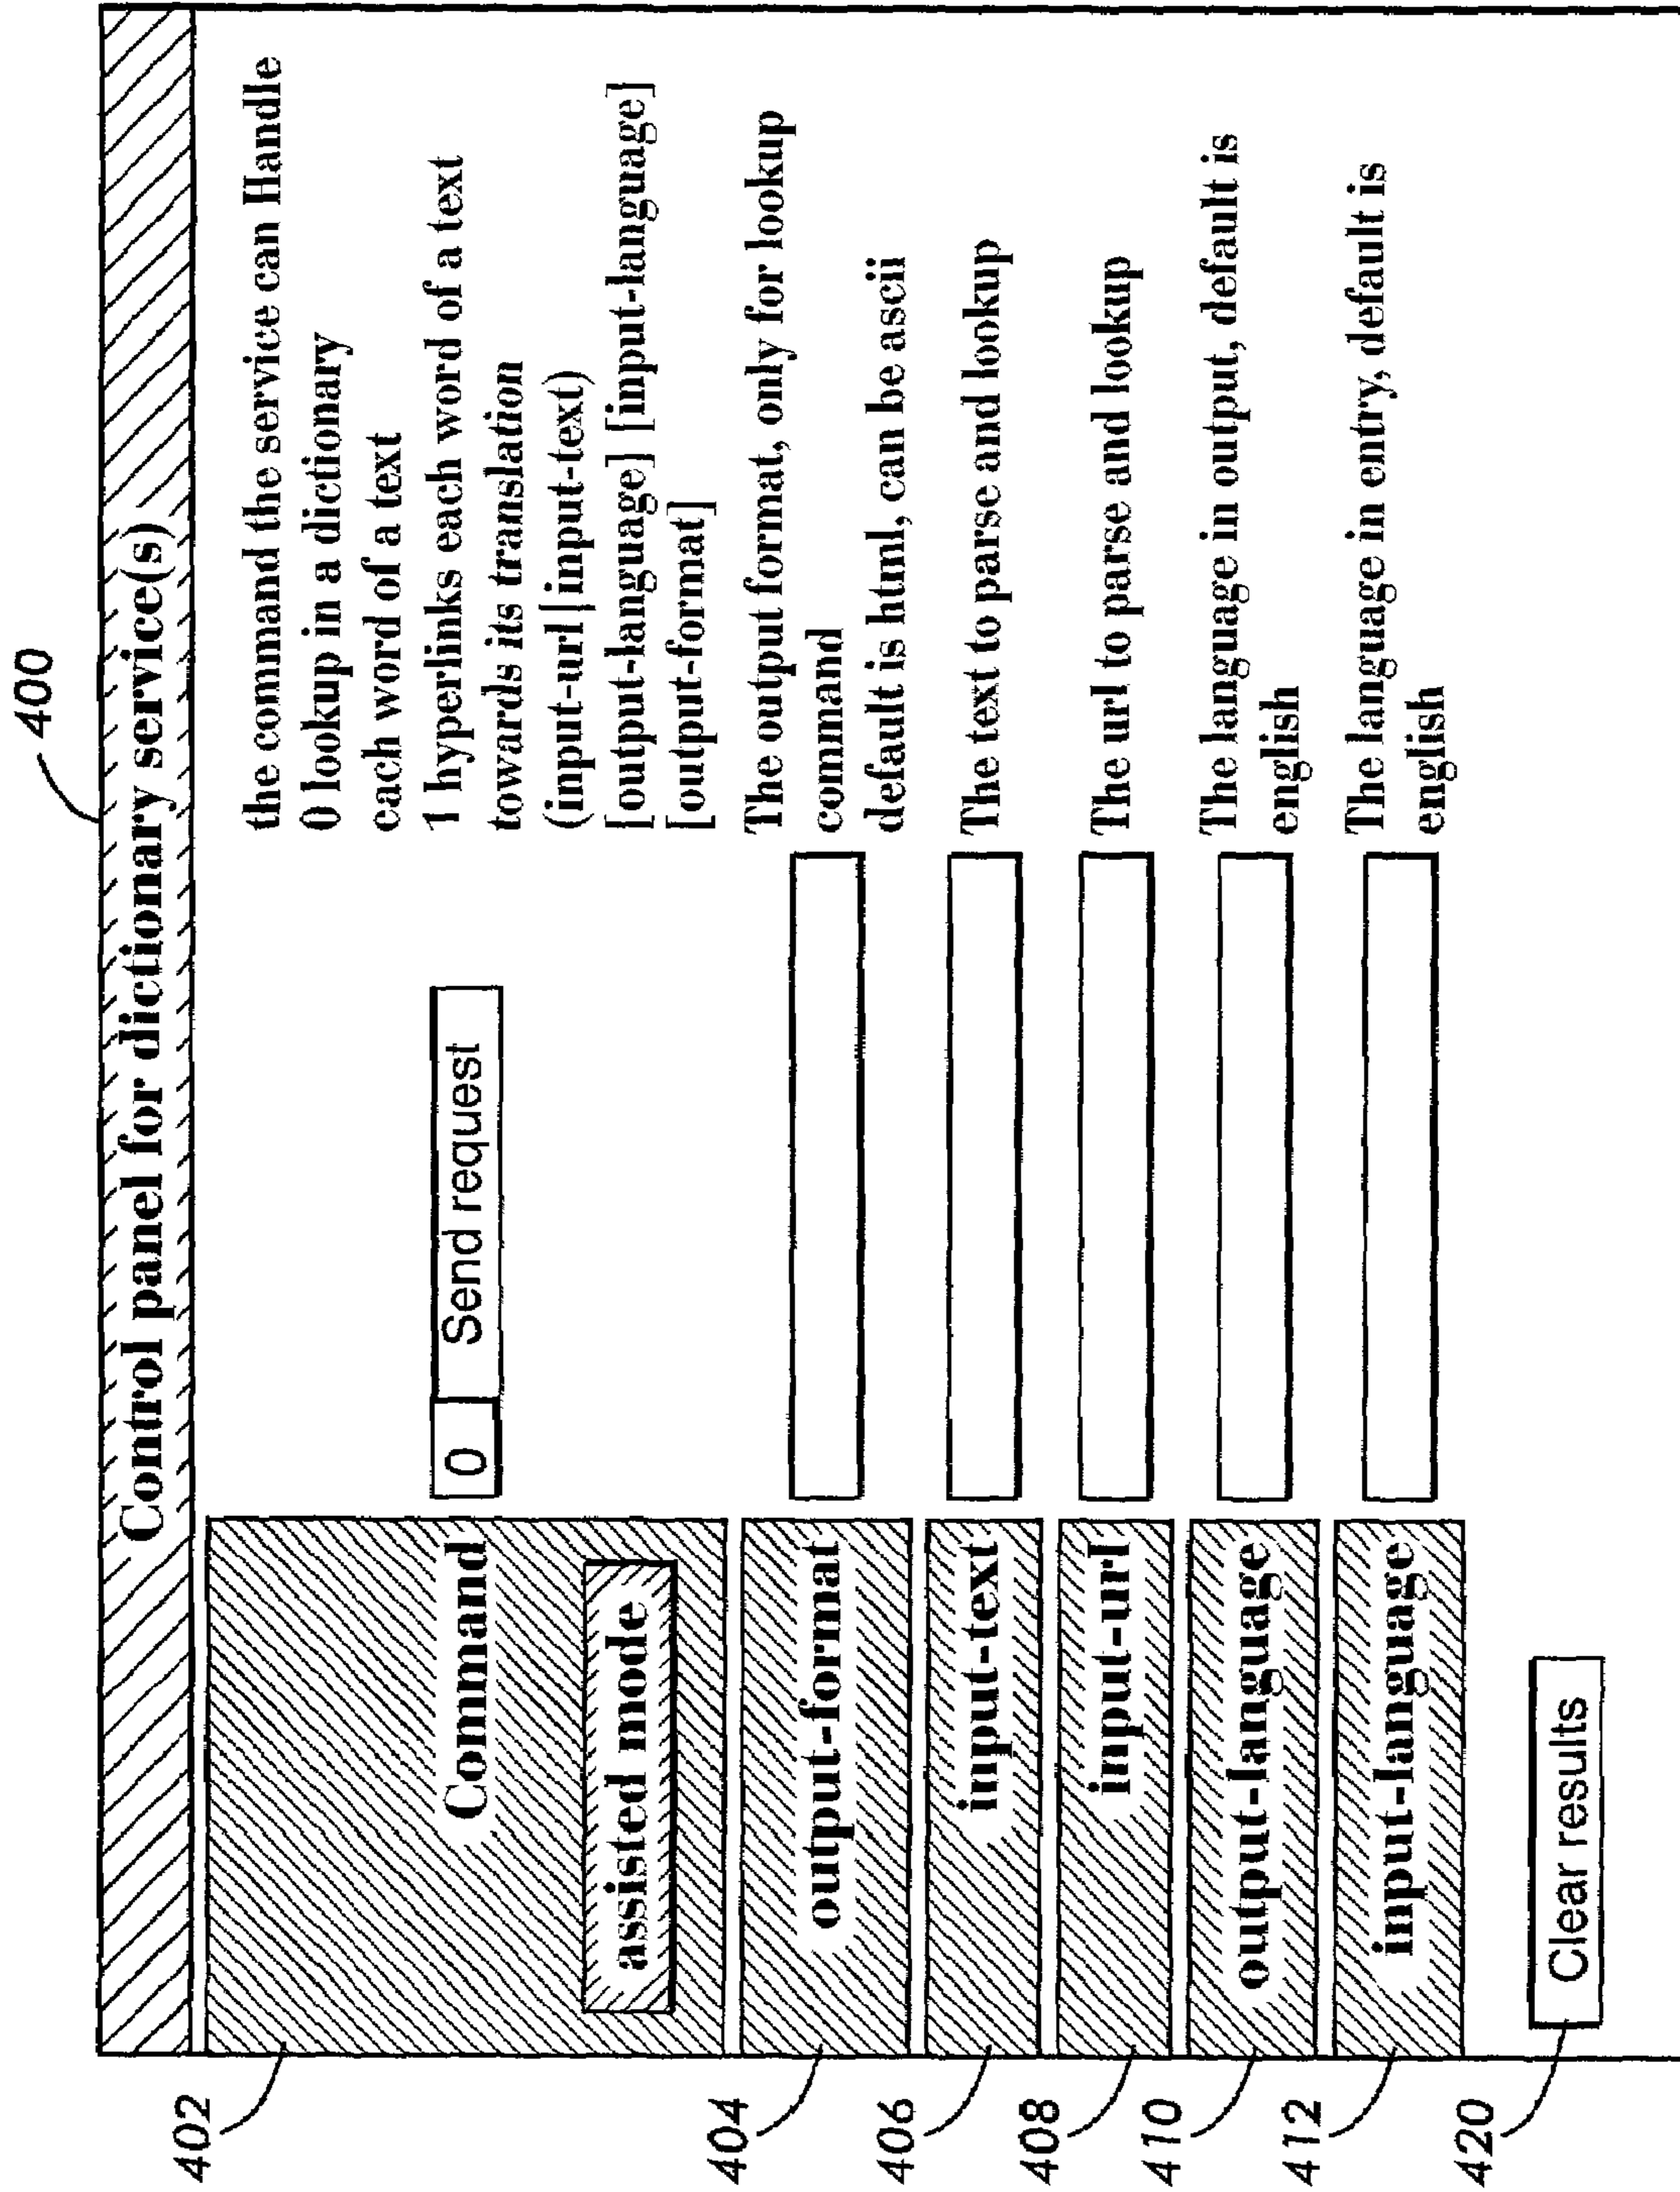 400
Control panel for dictionary service(s)
402
Command
assisted mode
0
Send request
the command the service can Handle
0 lookup in a dictionary
each word of a text
1 hyperlinks each word of a text
towards its translation
(input-url|input-text)
[output-language] [input-language]
[output-format]
404
output-format
The output format, only for lookup
command
default is html, can be ascii
406
input-text
The text to parse and lookup
408
input-url
The url to parse and lookup
410
output-language
The language in output, default is
english
412
input-language
The language in entry, default is
english
420
Clear results